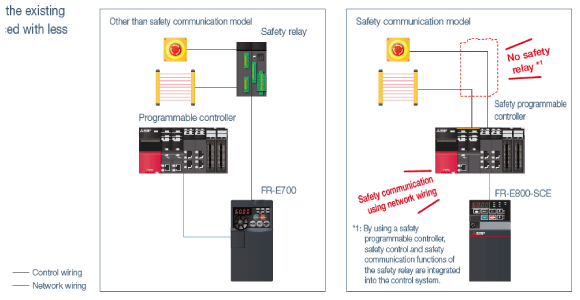 the existing
ced with less
Other than safety communication model
Safety relay
Programmable controller
FR-E700
Control wiring
Network wiring
Safety communication model
No safety
relay *1
Safety programmable
controller
Safety communication
using network wiring
FR-E800-SCE
*1: By using a safety
programmable controller,
safety control and safety
communication functions of
the safety relay are integrated
into the control system.